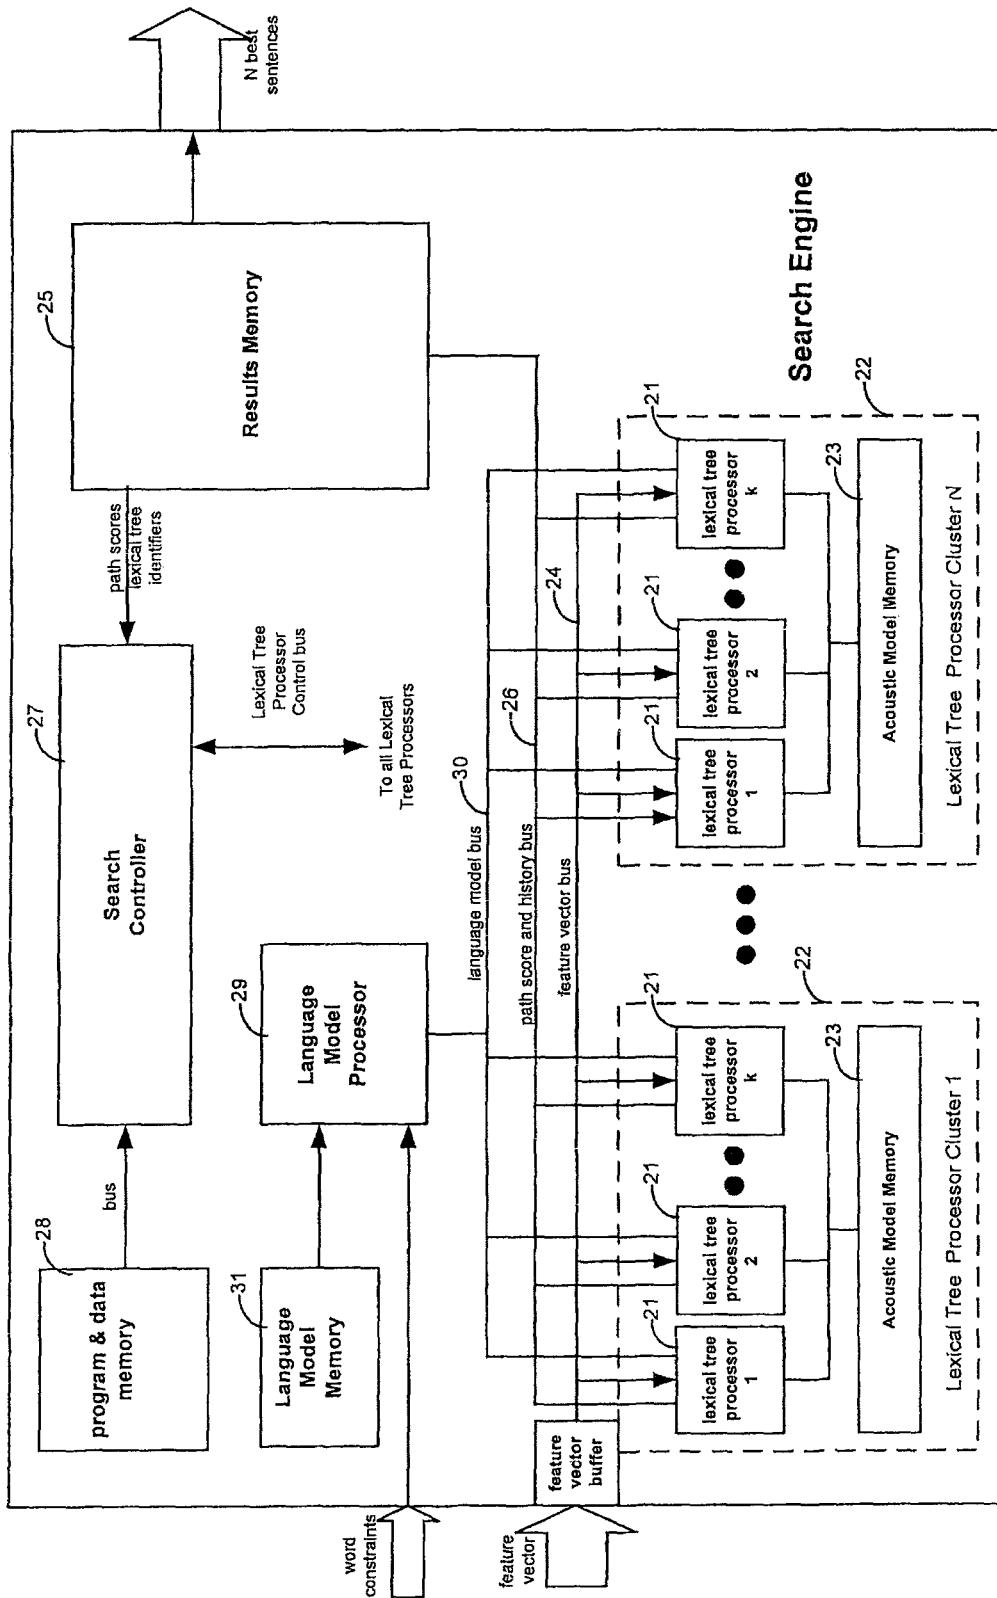 N best
sentences
25
Results Memory
path scores
lexical tree
identifiers
27
Search
Controller
Lexical Tree
Processor
Control bus
To all Lexical
Tree Processors
28
program & data
memory
bus
29
Language
Model
Processor
31
Language
Model
Memory
word
constraints
30
language model bus
26
path score and history bus
24
feature vector bus
feature
vector
feature
vector
buffer
Search Engine
22
21
lexical tree
processor
1
21
lexical tree
processor
2
21
lexical tree
processor
k
23
Acoustic Model Memory
Lexical Tree Processor Cluster 1
22
21
lexical tree
processor
1
21
lexical tree
processor
2
21
lexical tree
processor
k
23
Acoustic Model Memory
Lexical Tree Processor Cluster N